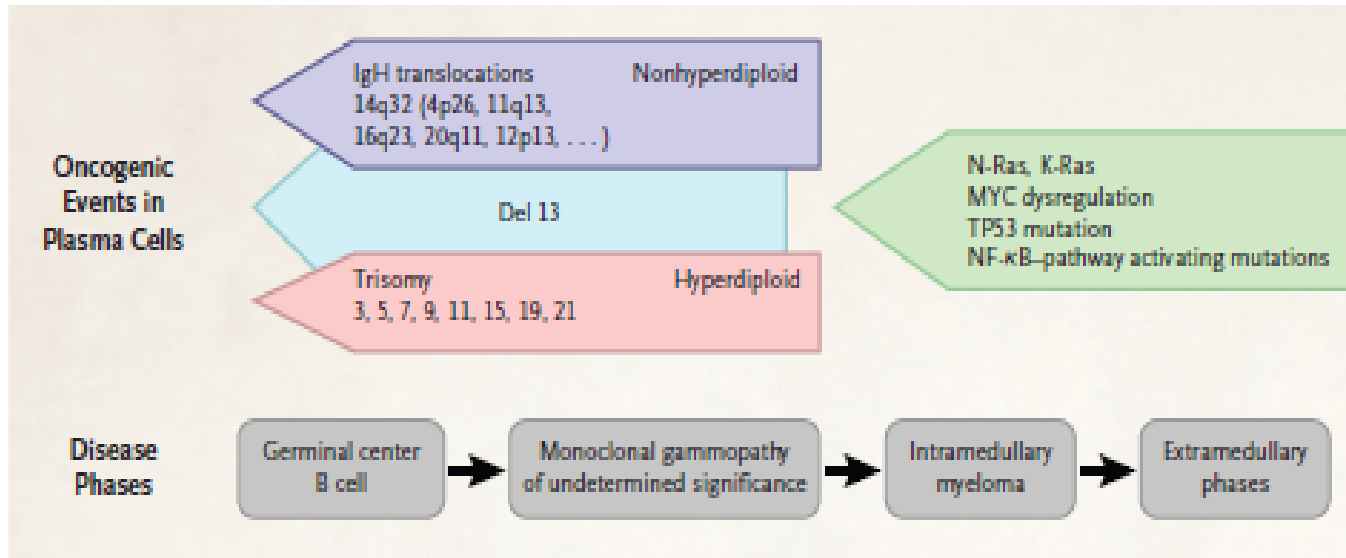 Oncogenic
Events in
Plasma Cells
IgH translocations Nonhyperdiploid
14q32 (4p26, 11q13,
16q23, 20q11, 12p13, . . . )
Del 13
Trisomy Hyperdiploid
3, 5, 7, 9, 11, 15, 19, 21
N-Ras, K-Ras
MYC dysregulation
TP53 mutation
NF-κB–pathway activating mutations
Disease
Phases
Germinal center
B cell
Monoclonal gammopathy
of undetermined significance
Intramedullary
myeloma
Extramedullary
phases